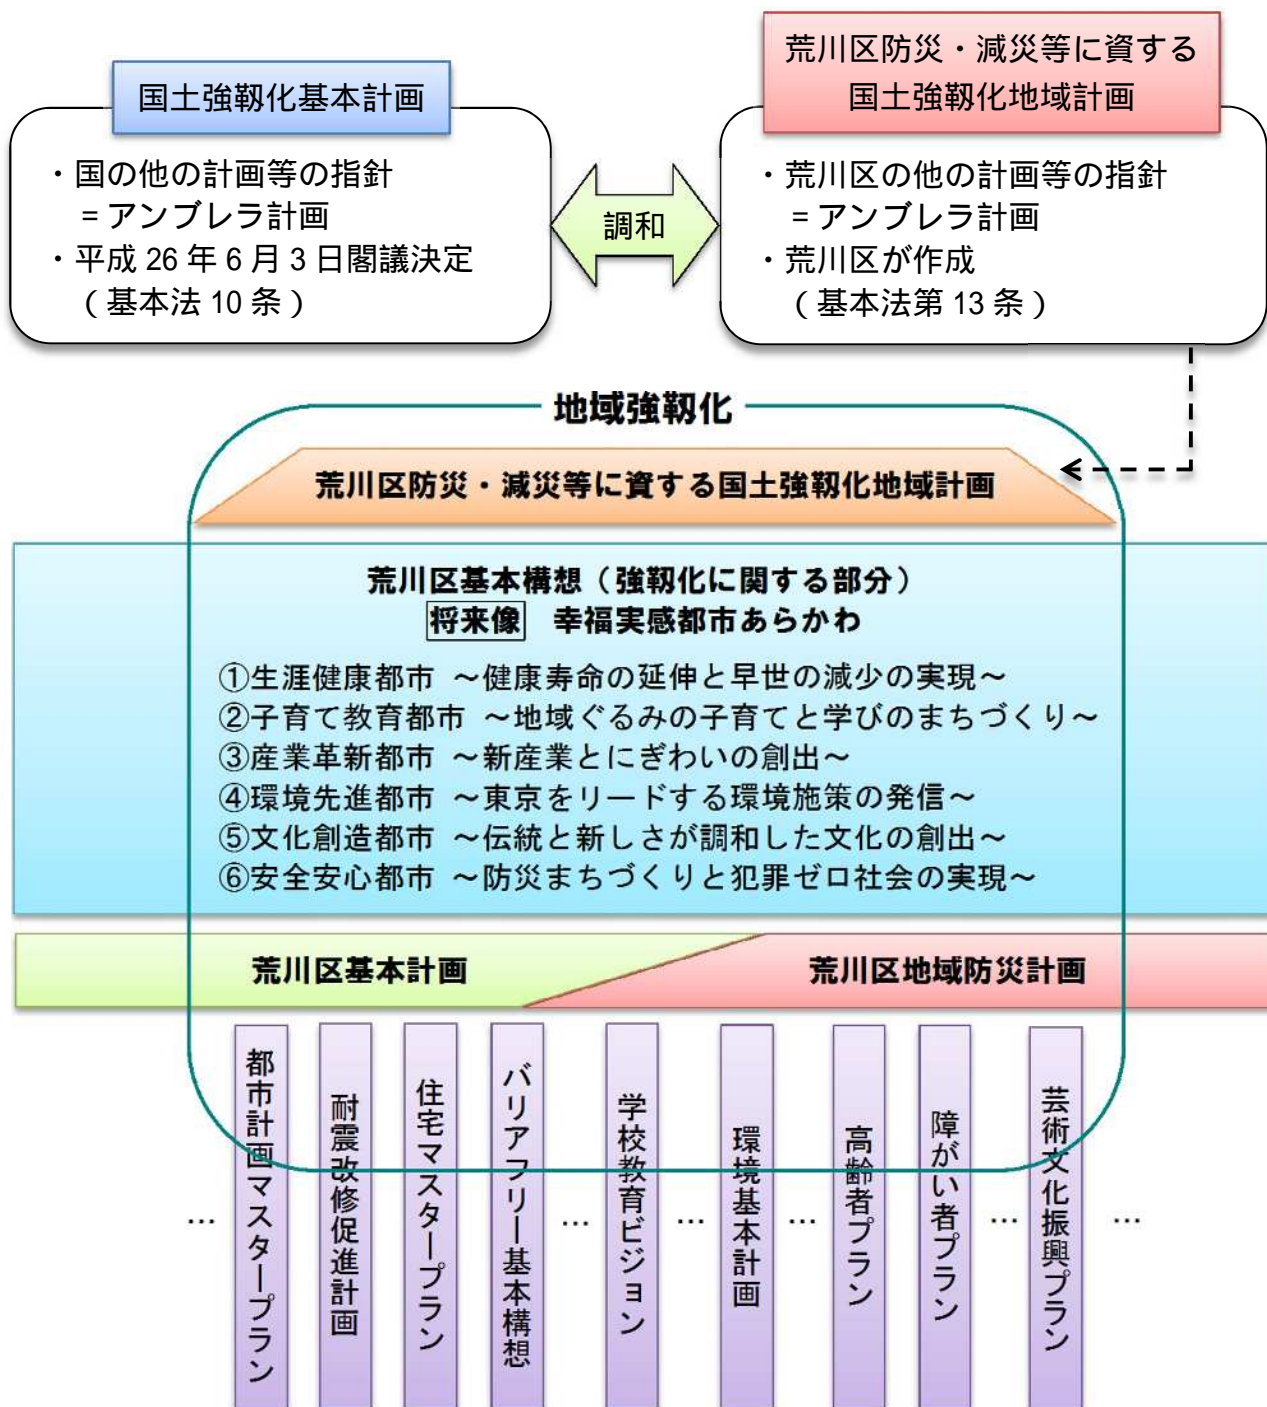 国土強靱化基本計画
・国の他の計画等の指針
＝アンブレラ計画
・平成 26 年 6 月 3 日閣議決定
（基本法 10 条）
調和
荒川区防災・減災等に資する
国土強靱化地域計画
・荒川区の他の計画等の指針
＝アンブレラ計画
・荒川区が作成
（基本法第 13 条）
地域強靱化
荒川区防災・減災等に資する国土強靱化地域計画
荒川区基本構想（強靱化に関する部分）
将来像　幸福実感都市あらかわ
①生涯健康都市 ～健康寿命の延伸と早世の減少の実現～
②子育て教育都市 ～地域ぐるみの子育てと学びのまちづくり～
③産業革新都市 ～新産業とにぎわいの創出～
④環境先進都市 ～東京をリードする環境施策の発信～
⑤文化創造都市 ～伝統と新しさが調和した文化の創出～
⑥安全安心都市 ～防災まちづくりと犯罪ゼロ社会の実現～
荒川区基本計画
荒川区地域防災計画
…
都市計画マスタープラン
耐震改修促進計画
住宅マスタープラン
バリアフリー基本構想
…
学校教育ビジョン
…
環境基本計画
…
高齢者プラン
障がい者プラン
…
芸術文化振興プラン
…